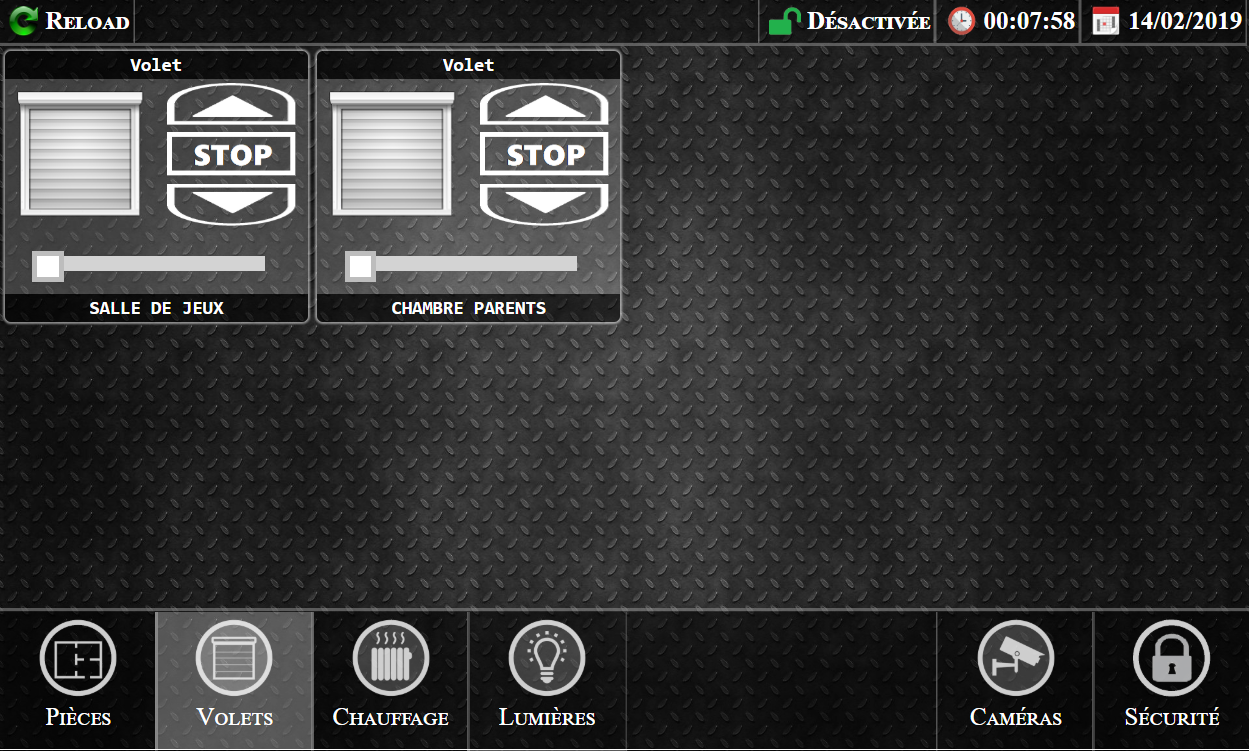 Reload
Désactivée
00:07:58
14/02/2019
Volet
STOP
SALLE DE JEUX
Volet
STOP
CHAMBRE PARENTS
Pièces
Volets
Chauffage
Lumières
Caméras
Sécurité